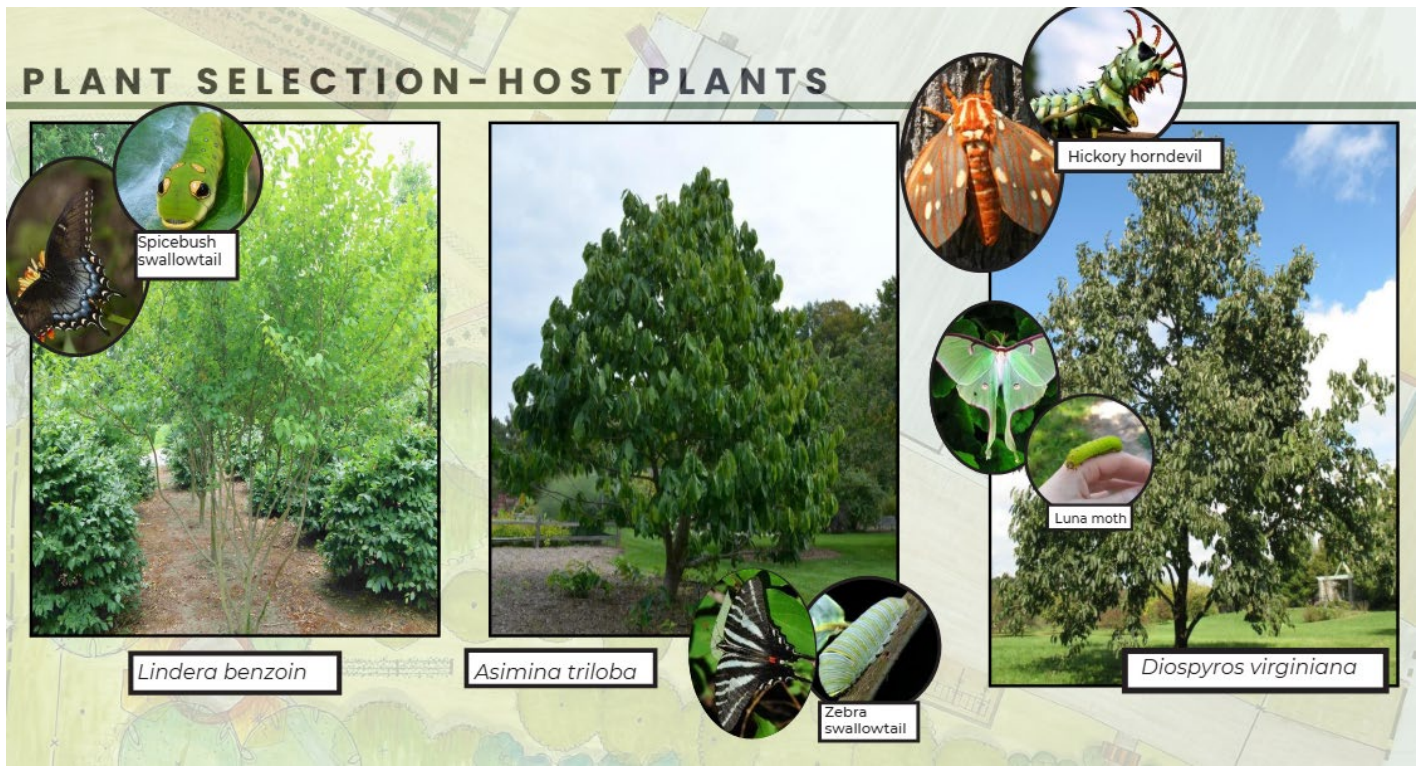 PLANT SELECTION-HOST PLANTS
Hickory horndevil
Spicebush
swallowtail
Luna moth
Lindera benzoin
Asimina triloba
Diospyros virginiana
Zebra
swallowtail